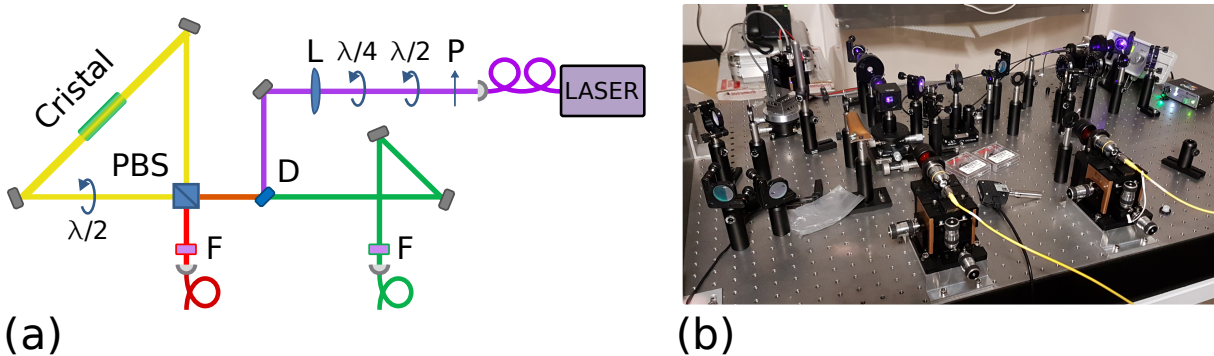 L λ/4 λ/2 P
LASER
Cristal
PBS
D
λ/2
F
F
(a)
(b)